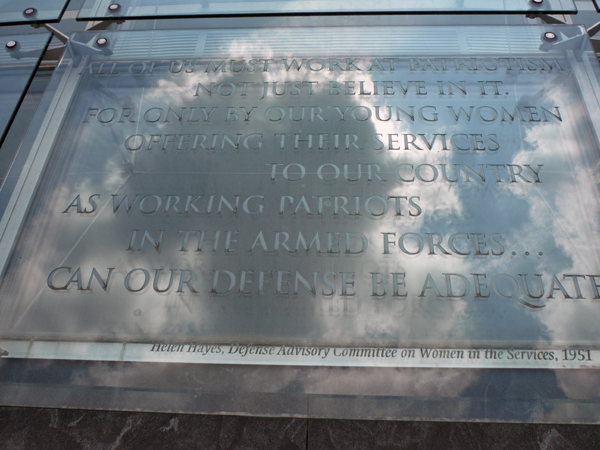 ALL OF US MUST WORK AT PATRIOTISM
NOT JUST BELIEVE IN IT.
FOR ONLY BY OUR YOUNG WOMEN
OFFERING THEIR SERVICES
TO OUR COUNTRY
AS WORKING PATRIOTS
IN THE ARMED FORCES...
CAN OUR DEFENSE BE ADEQUATE
Helen Hayes, Defense Advisory Committee on Women in the Services, 1951